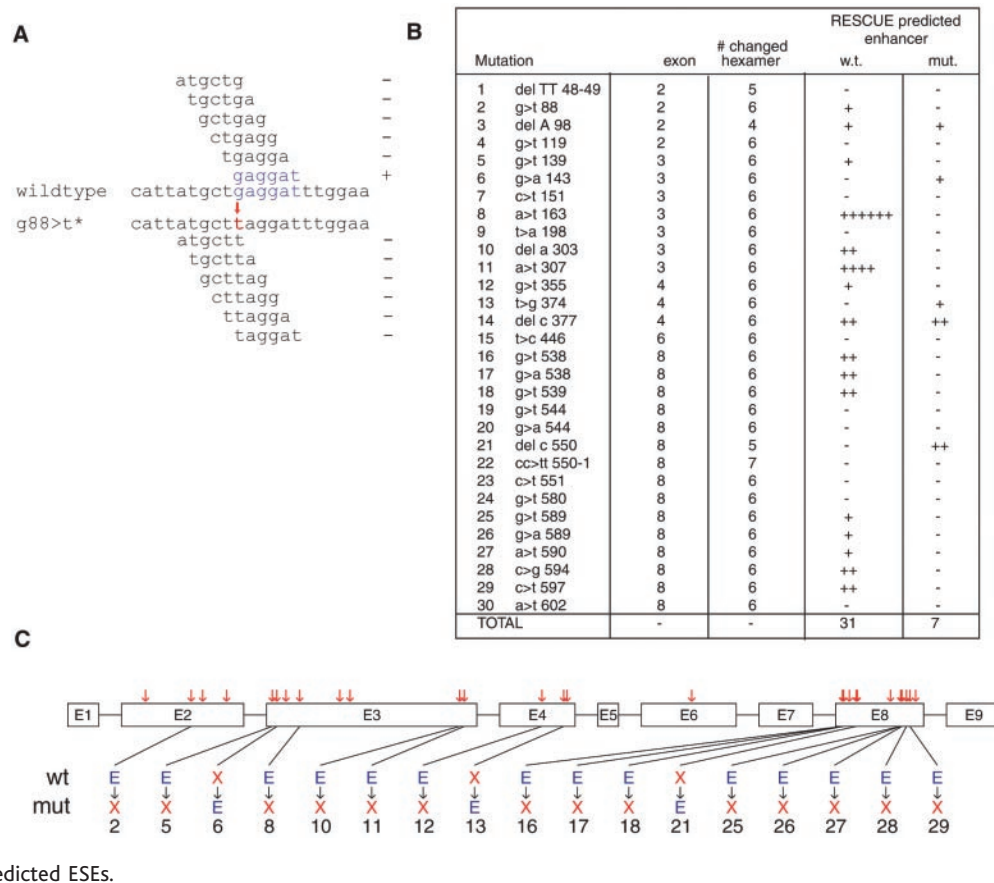 A
atgctg -
tgctga -
gctgag -
ctgagg -
tgagga -
gaggat +
wildtype cattatgctgaggatttggaa
g88>t* cattatgcttaggatttggaa
atgctt -
tgctta -
gcttag -
cttagg -
ttagga -
taggat -
B
RESCUE predicted
enhancer
Mutation exon # changed hexamer w.t. mut.
1 del TT 48-49 2 5 - -
2 g>t 88 2 6 + -
3 del A 98 2 4 + +
4 g>t 119 2 6 - -
5 g>t 139 3 6 + -
6 g>a 143 3 6 - +
7 c>t 151 3 6 - -
8 a>t 163 3 6 ++++++ -
9 t>a 198 3 6 - -
10 del a 303 3 6 ++ -
11 a>t 307 3 6 ++++ -
12 g>t 355 4 6 + -
13 t>g 374 4 6 - +
14 del c 377 4 6 ++ ++
15 t>c 446 6 6 - -
16 g>t 538 8 6 ++ -
17 g>a 538 8 6 ++ -
18 g>t 539 8 6 ++ -
19 g>t 544 8 6 - -
20 g>a 544 8 6 - -
21 del c 550 8 5 - ++
22 cc>tt 550-1 8 7 - -
23 c>t 551 8 6 - -
24 g>t 580 8 6 - -
25 g>t 589 8 6 + -
26 g>a 589 8 6 + -
27 a>t 590 8 6 + -
28 c>g 594 8 6 ++ -
29 c>t 597 8 6 ++ -
30 a>t 602 8 6 - -
TOTAL - - 31 7
C
E1 E2 E3 E4 E5 E6 E7 E8 E9
wt E E X E E E E X E E E X E E E E E
mut X X E X X X X E X X X E X X X X X
2 5 6 8 10 11 12 13 16 17 18 21 25 26 27 28 29
edicted ESEs.